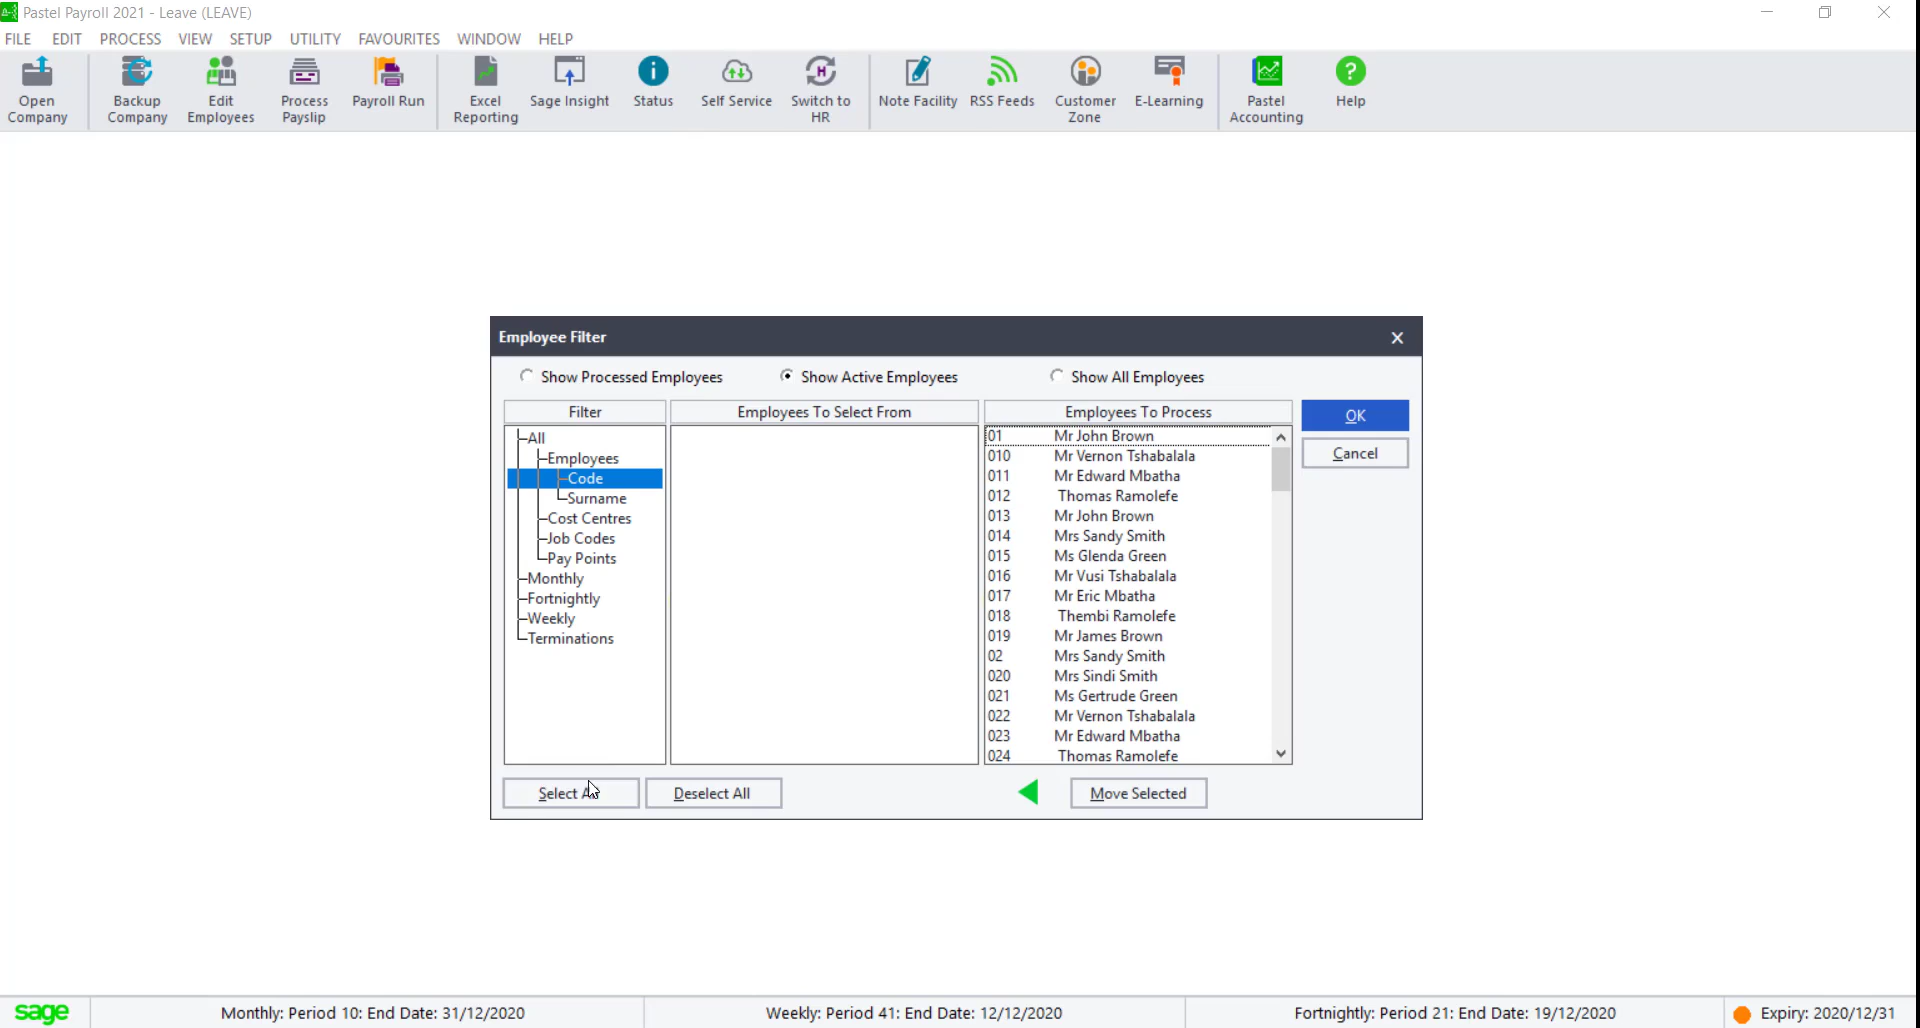 Pastel Payroll 2021 - Leave (LEAVE)
FILE EDIT PROCESS VIEW SETUP UTILITY FAVOURITES WINDOW HELP
Open Company
Backup Company
Edit Employees
Process Payslip
Payroll Run
Excel Reporting
Sage Insight
Status
Self Service
Switch to HR
Note Facility
RSS Feeds
Customer Zone
E-Learning
Pastel Accounting
Help
Employee Filter
Show Processed Employees
Show Active Employees
Show All Employees
Filter
Employees To Select From
Employees To Process
All
Employees
Code
Surname
Cost Centres
Job Codes
Pay Points
Monthly
Fortnightly
Weekly
Terminations
01 Mr John Brown
010 Mr Vernon Tshabalala
011 Mr Edward Mbatha
012 Thomas Ramolefe
013 Mr John Brown
014 Mrs Sandy Smith
015 Ms Glenda Green
016 Mr Vusi Tshabalala
017 Mr Eric Mbatha
018 Thembi Ramolefe
019 Mr James Brown
02 Mrs Sandy Smith
020 Mrs Sindi Smith
021 Ms Gertrude Green
022 Mr Vernon Tshabalala
023 Mr Edward Mbatha
024 Thomas Ramolefe
OK
Cancel
Select
Deselect All
Move Selected
sage
Monthly: Period 10: End Date: 31/12/2020
Weekly: Period 41: End Date: 12/12/2020
Fortnightly: Period 21: End Date: 19/12/2020
Expiry: 2020/12/31